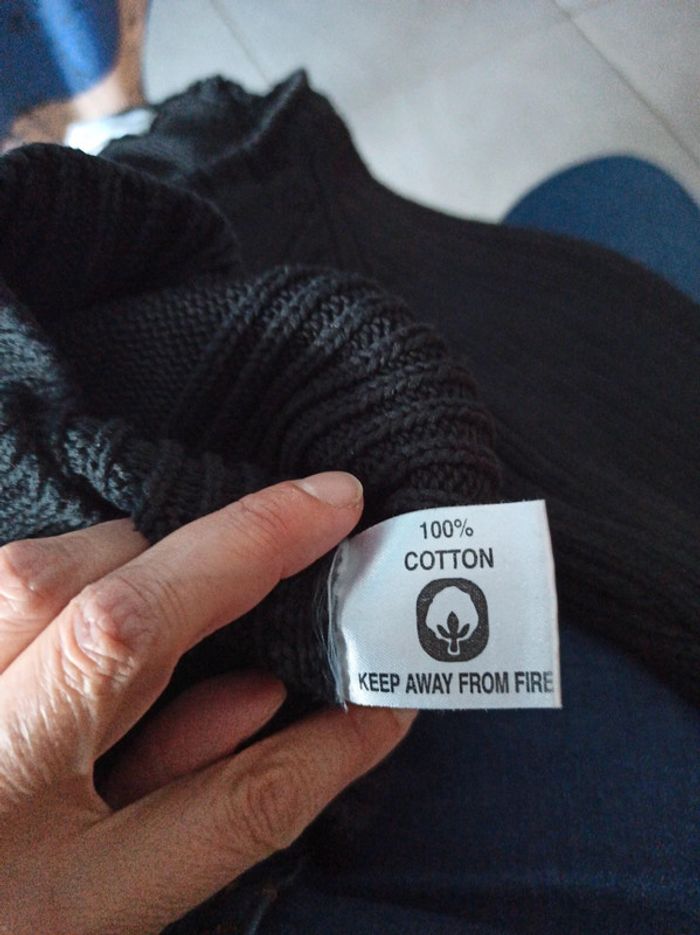 100%
COTTON
KEEP AWAY FROM FIRE